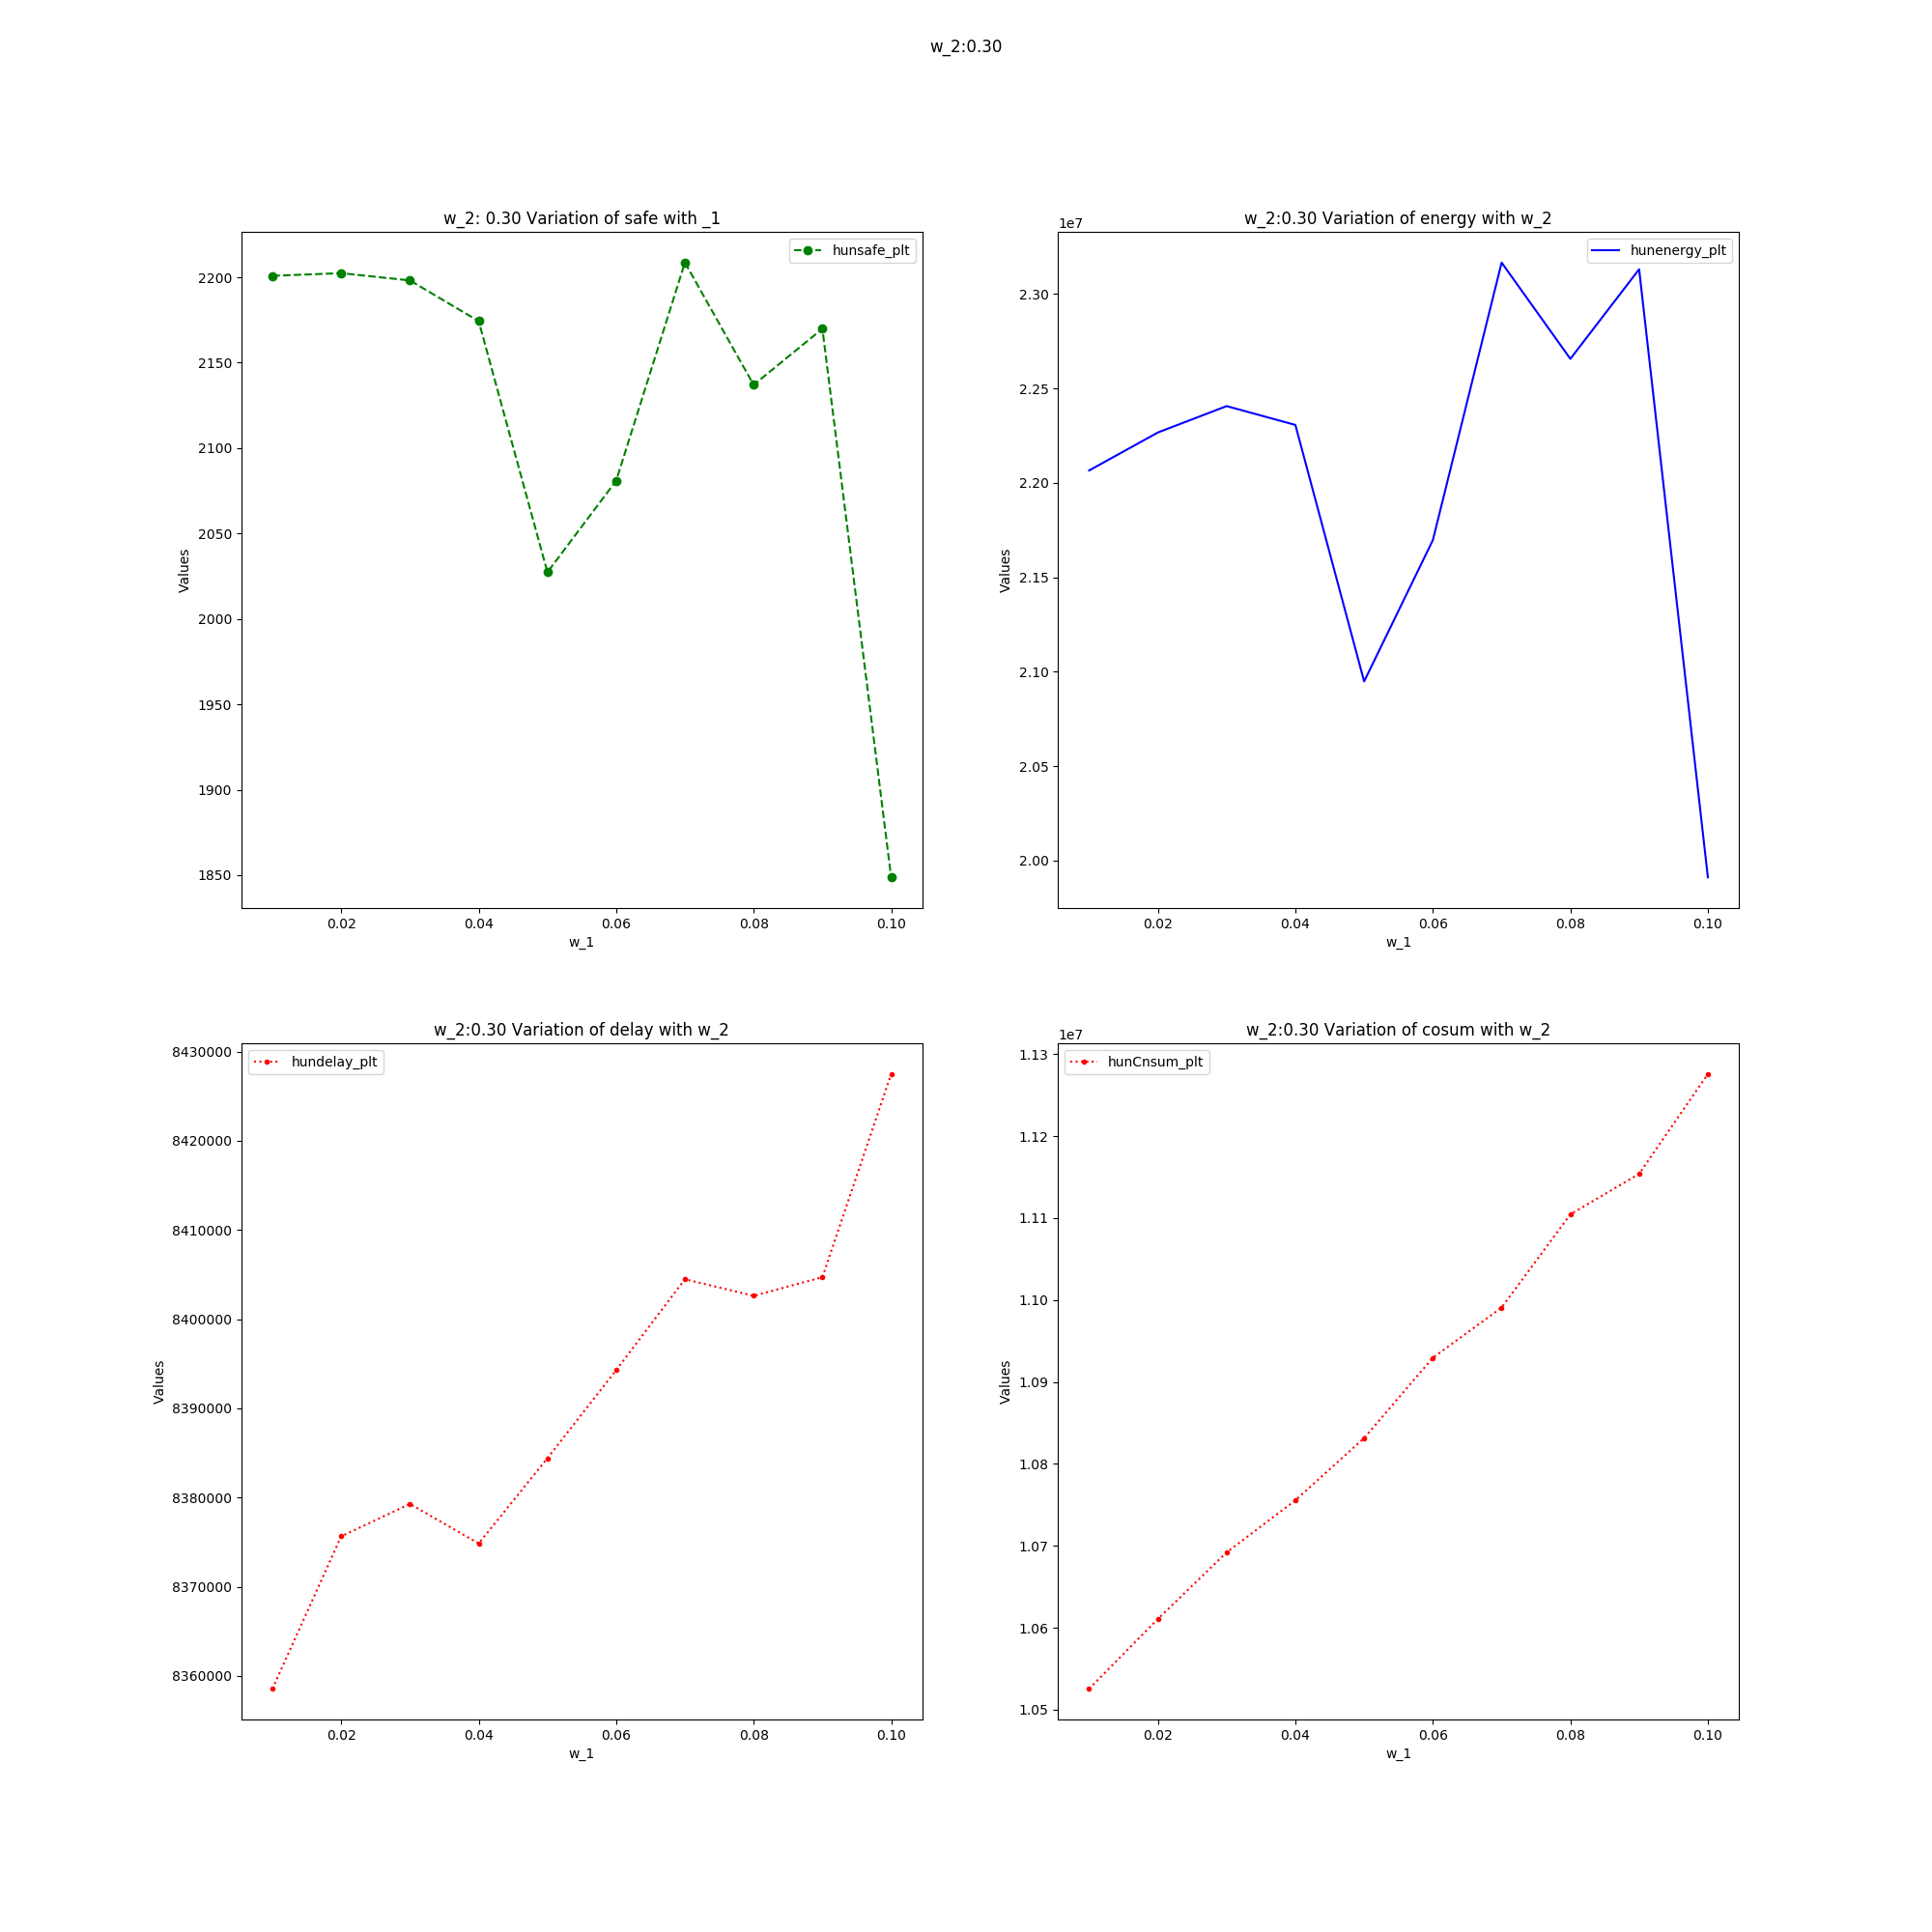 w_2:0.30
w_2: 0.30 Variation of safe with _1
hunsafe_plt
2200
2150
2100
2050
2000
1950
1900
1850
Values
0.02 0.04 0.06 0.08 0.10
w_1
w_2:0.30 Variation of energy with w_2
1e7
hunenergy_plt
2.30
2.25
2.20
2.15
2.10
2.05
2.00
Values
0.02 0.04 0.06 0.08 0.10
w_1
w_2:0.30 Variation of delay with w_2
hundelay_plt
8430000
8420000
8410000
8400000
8390000
8380000
8370000
8360000
Values
0.02 0.04 0.06 0.08 0.10
w_1
w_2:0.30 Variation of cosum with w_2
1e7
hunCnsum_plt
1.13
1.12
1.11
1.10
1.09
1.08
1.07
1.06
1.05
Values
0.02 0.04 0.06 0.08 0.10
w_1